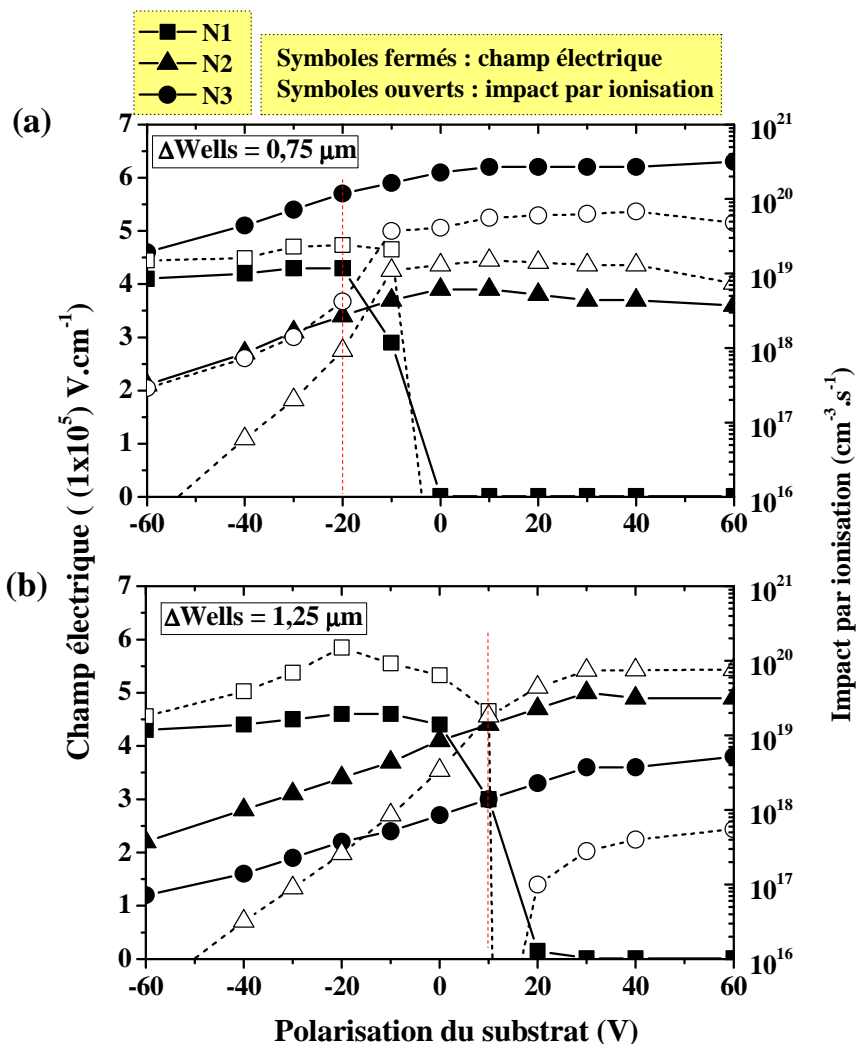 N1
N2
N3
Symboles fermés : champ électrique
Symboles ouverts : impact par ionisation
(a)
ΔWells = 0,75 µm
7
6
5
4
3
2
1
0
10²¹
10²⁰
10¹⁹
10¹⁸
10¹⁷
10¹⁶
-60 -40 -20 0 20 40 60
(b)
ΔWells = 1,25 µm
7
6
5
4
3
2
1
0
10²¹
10²⁰
10¹⁹
10¹⁸
10¹⁷
10¹⁶
-60 -40 -20 0 20 40 60
Champ électrique ( (1x10⁵) V.cm⁻¹
Impact par ionisation (cm⁻³.s⁻¹)
Polarisation du substrat (V)